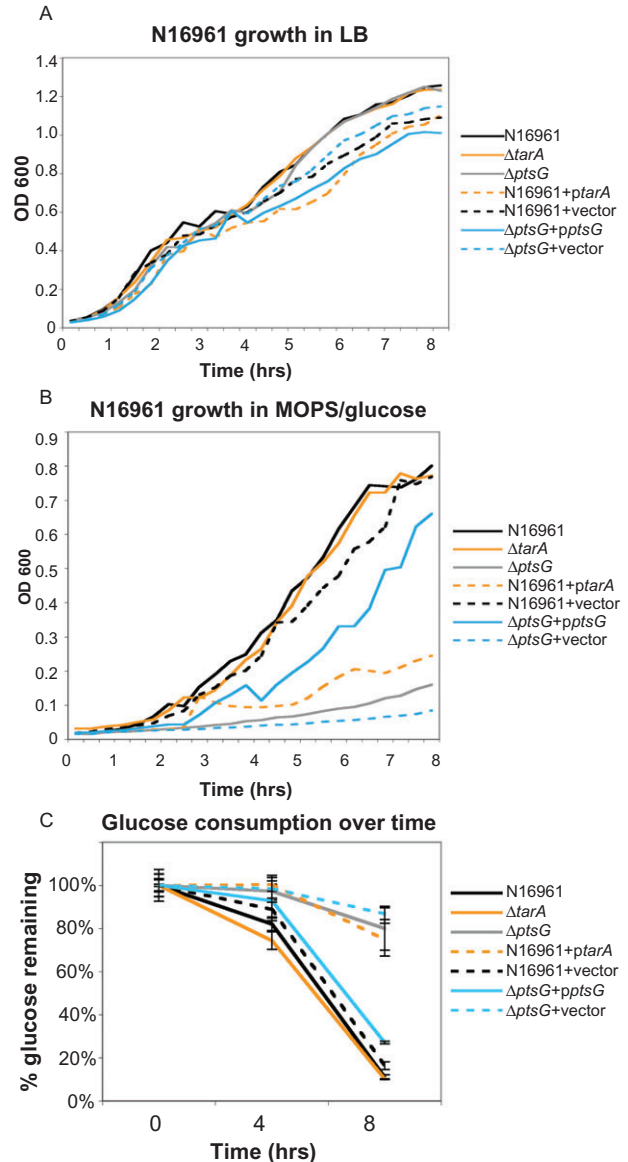 A
N16961 growth in LB
OD 600
1.4
1.2
1.0
0.8
0.6
0.4
0.2
0
0 1 2 3 4 5 6 7 8
Time (hrs)
N16961
ΔtarA
ΔptsG
N16961+ptarA
N16961+vector
ΔptsG+pptsG
ΔptsG+vector
B
N16961 growth in MOPS/glucose
OD 600
0.9
0.8
0.7
0.6
0.5
0.4
0.3
0.2
0.1
0
0 1 2 3 4 5 6 7 8
Time (hrs)
N16961
ΔtarA
ΔptsG
N16961+ptarA
N16961+vector
ΔptsG+pptsG
ΔptsG+vector
C
Glucose consumption over time
% glucose remaining
100%
80%
60%
40%
20%
0%
0 4 8
Time (hrs)
N16961
ΔtarA
ΔptsG
N16961+ptarA
N16961+vector
ΔptsG+pptsG
ΔptsG+vector